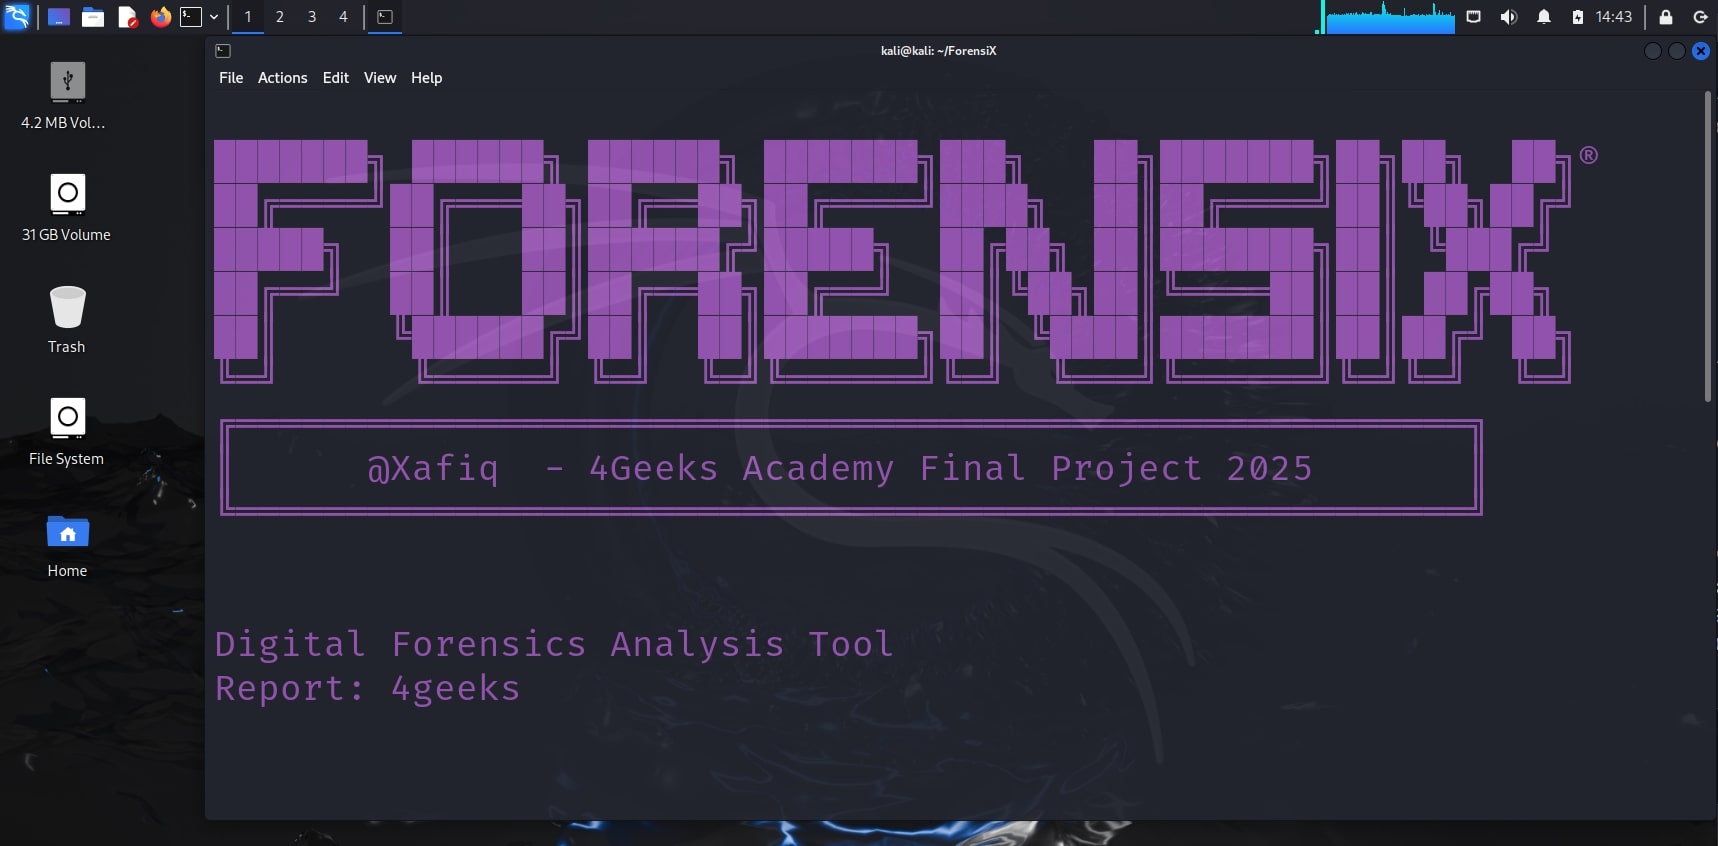 1 2 3 4
14:43
kali@kali: ~/ForensiX
File Actions Edit View Help
4.2 MB Vol...
31 GB Volume
Trash
File System
Home
FORENSIX®
@Xafiq - 4Geeks Academy Final Project 2025
Digital Forensics Analysis Tool
Report: 4geeks